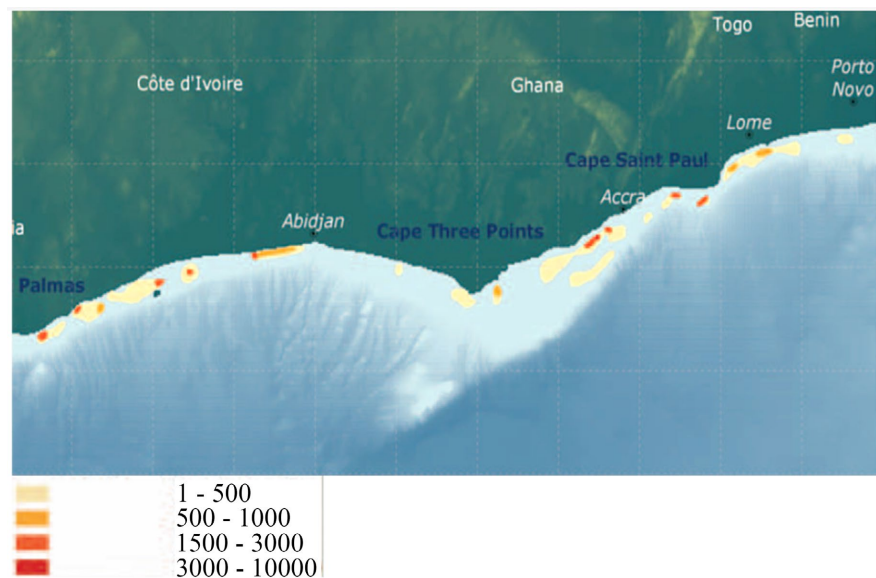 Togo
Benin
Côte d'Ivoire
Ghana
Porto
Novo
Lome
Cape Saint Paul
Accra
Abidjan
ia
Cape Three Points
Palmas
1 - 500
500 - 1000
1500 - 3000
3000 - 10000